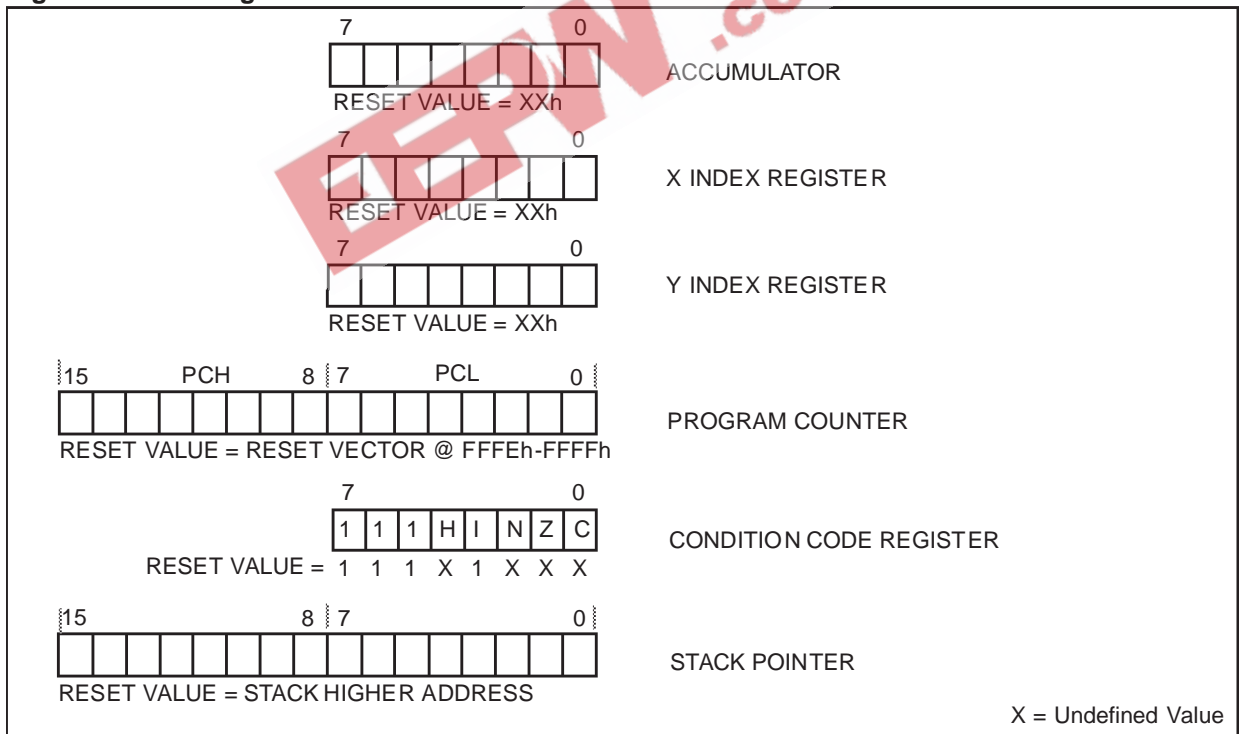 7 0
ACCUMULATOR
RESET VALUE = XXh
7 0
X INDEX REGISTER
RESET VALUE = XXh
7 0
Y INDEX REGISTER
RESET VALUE = XXh
15 PCH 8 7 PCL 0
PROGRAM COUNTER
RESET VALUE = RESET VECTOR @ FFFEh-FFFFh
7 0
1 1 1 H I N Z C
CONDITION CODE REGISTER
RESET VALUE = 1 1 1 X 1 X X X
15 8 7 0
STACK POINTER
RESET VALUE = STACK HIGHER ADDRESS
X = Undefined Value
EEPW .co